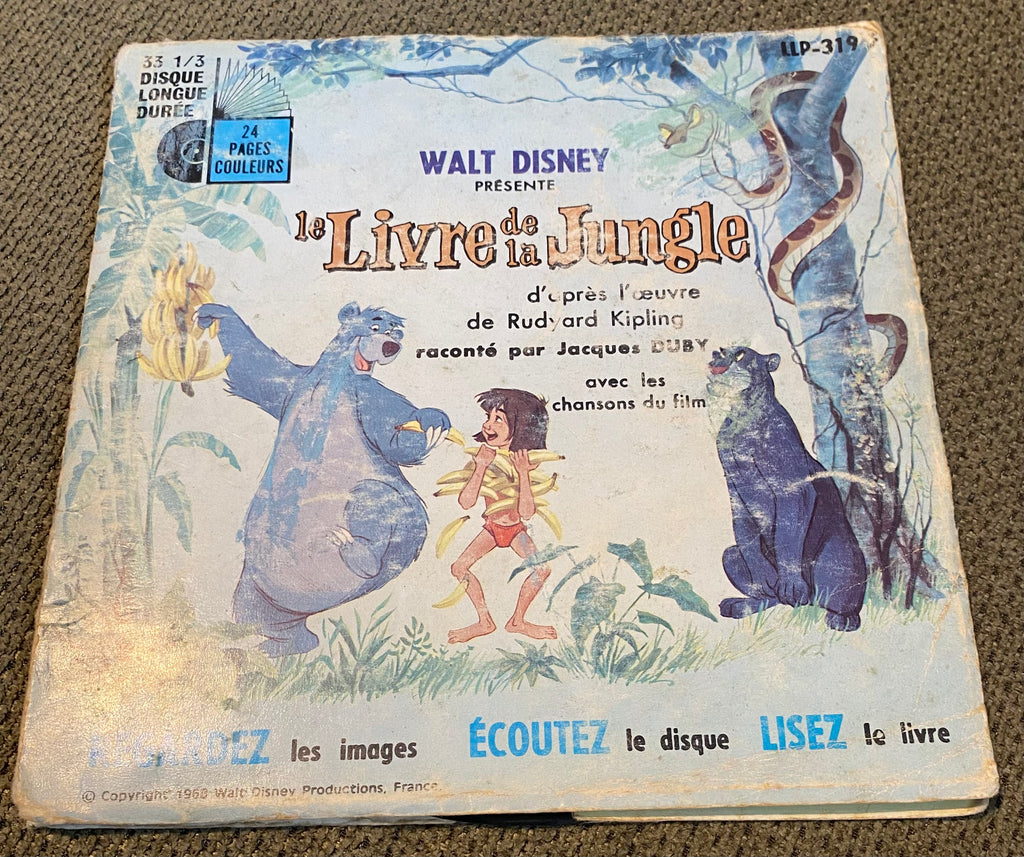 33 1/3
DISQUE
LONGUE
DURÉE
24
PAGES
COULEURS
LLP-319
WALT DISNEY
PRÉSENTE
le Livre de la Jungle
d'après l'œuvre
de Rudyard Kipling
raconté par Jacques DUBY
avec les
chansons du film
REGARDEZ les images ÉCOUTEZ le disque LISEZ le livre
© Copyright 1968 Walt Disney Productions, France